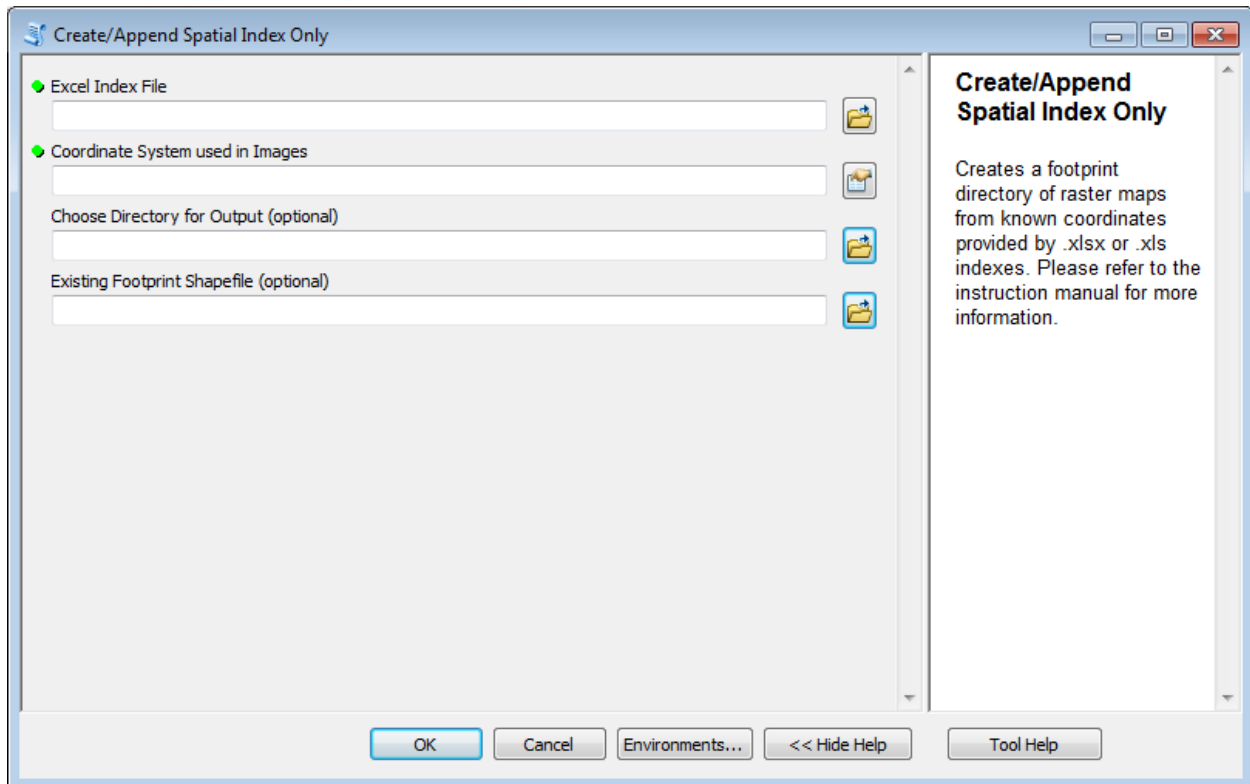 Create/Append Spatial Index Only
Excel Index File
Coordinate System used in Images
Choose Directory for Output (optional)
Existing Footprint Shapefile (optional)
Create/Append
Spatial Index Only
Creates a footprint
directory of raster maps
from known coordinates
provided by .xlsx or .xls
indexes. Please refer to the
instruction manual for more
information.
OK
Cancel
Environments...
<< Hide Help
Tool Help